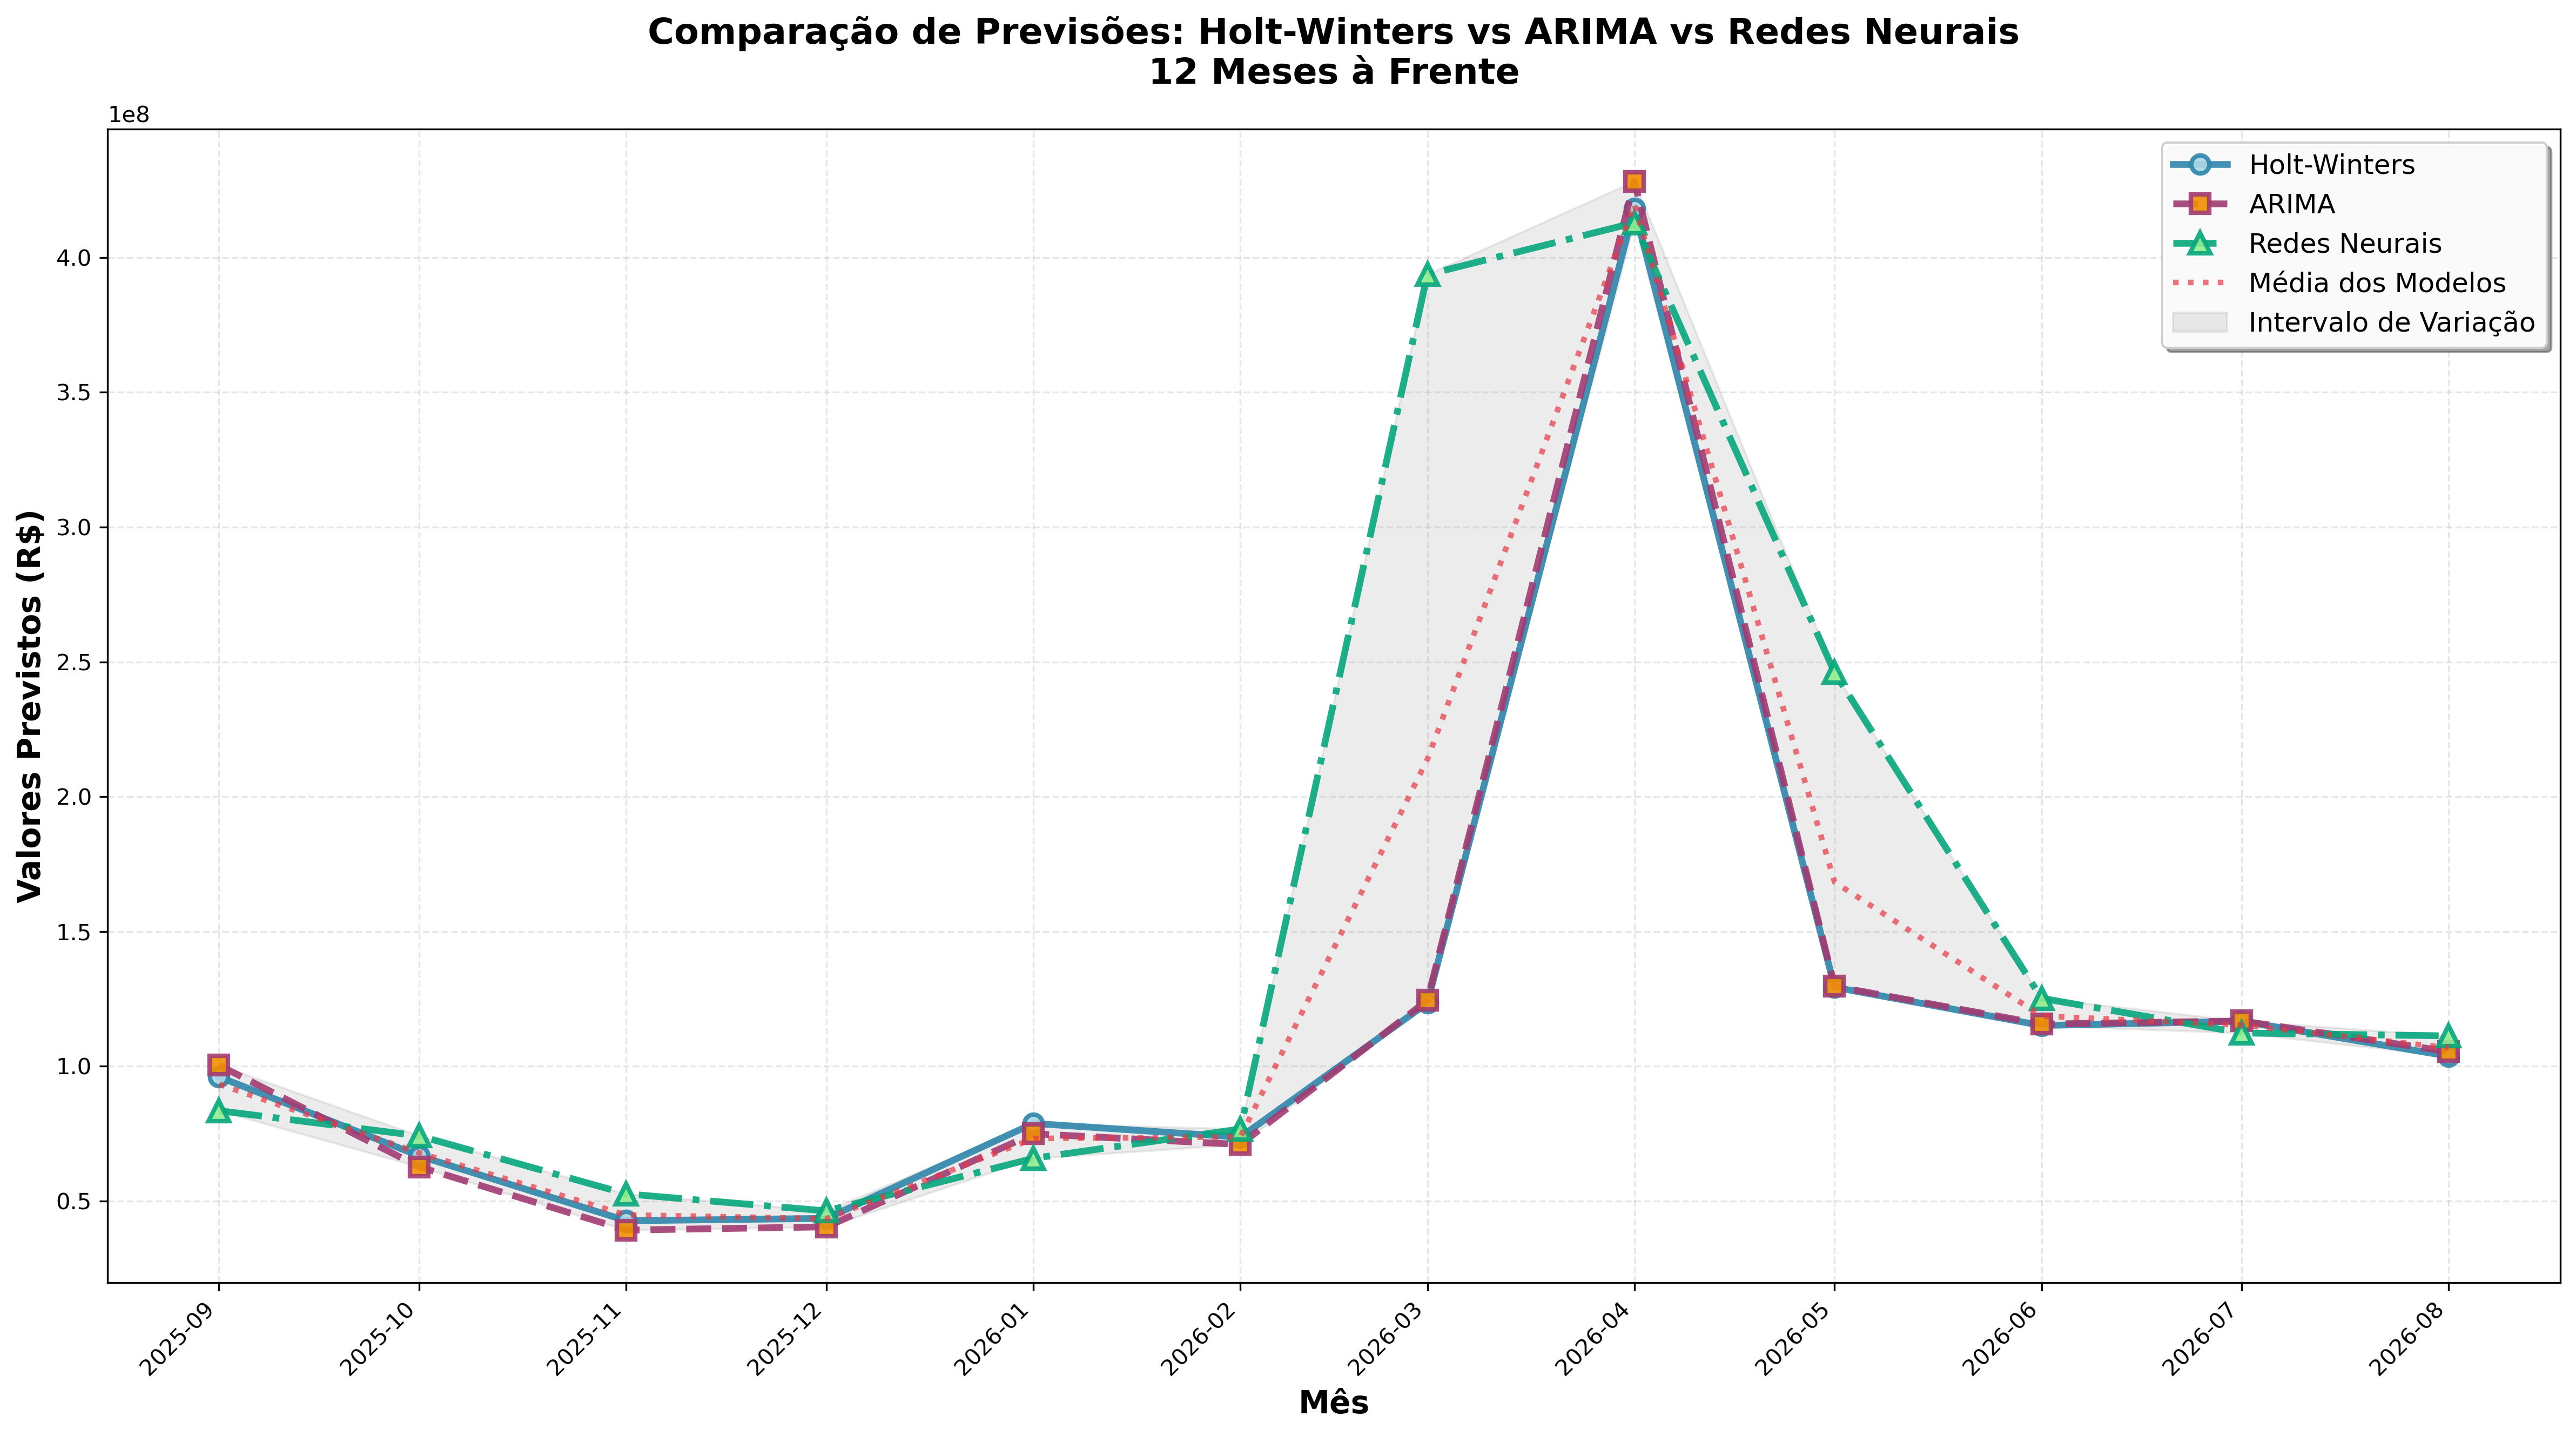 Comparação de Previsões: Holt-Winters vs ARIMA vs Redes Neurais
12 Meses à Frente
1e8
Holt-Winters
ARIMA
Redes Neurais
Média dos Modelos
Intervalo de Variação
Valores Previstos (R$)
4.0
3.5
3.0
2.5
2.0
1.5
1.0
0.5
2025-09
2025-10
2025-11
2025-12
2026-01
2026-02
2026-03
2026-04
2026-05
2026-06
2026-07
2026-08
Mês